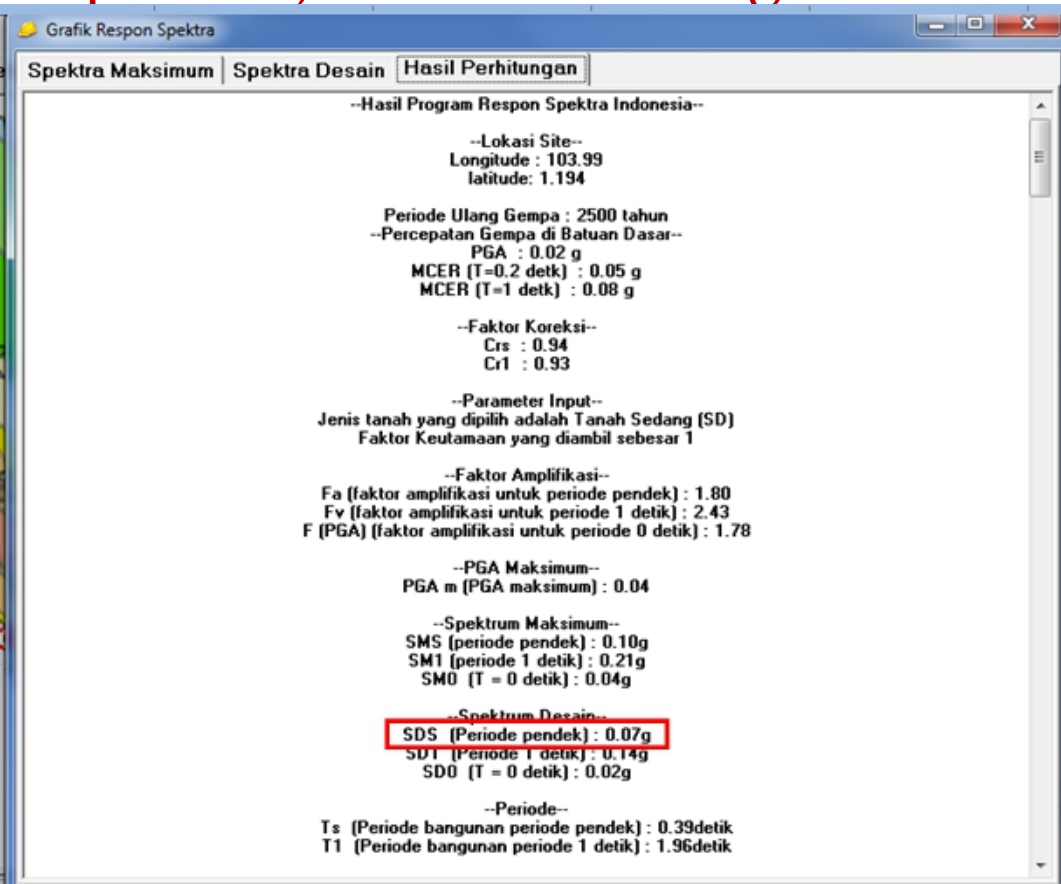 Grafik Respon Spektra
Spektra Maksimum Spektra Desain Hasil Perhitungan
--Hasil Program Respon Spektra Indonesia--
--Lokasi Site--
Longitude : 103.99
latitude: 1.194
Periode Ulang Gempa : 2500 tahun
--Percepatan Gempa di Batuan Dasar--
PGA : 0.02 g
MCER (T=0.2 detk) : 0.05 g
MCER (T=1 detk) : 0.08 g
--Faktor Koreksi--
Crs : 0.94
Cr1 : 0.93
--Parameter Input--
Jenis tanah yang dipilih adalah Tanah Sedang (SD)
Faktor Keutamaan yang diambil sebesar 1
--Faktor Amplifikasi--
Fa (faktor amplifikasi untuk periode pendek) : 1.80
Fv (faktor amplifikasi untuk periode 1 detik) : 2.43
F (PGA) (faktor amplifikasi untuk periode 0 detik) : 1.78
--PGA Maksimum--
PGA m (PGA maksimum) : 0.04
--Spektrum Maksimum--
SMS (periode pendek) : 0.10g
SM1 (periode 1 detik) : 0.21g
SM0 (T = 0 detik) : 0.04g
--Spektrum Desain--
SDS (Periode pendek) : 0.07g
SD1 (Periode 1 detik) : 0.14g
SD0 (T = 0 detik) : 0.02g
--Periode--
Ts (Periode bangunan periode pendek) : 0.39detik
T1 (Periode bangunan periode 1 detik) : 1.96detik